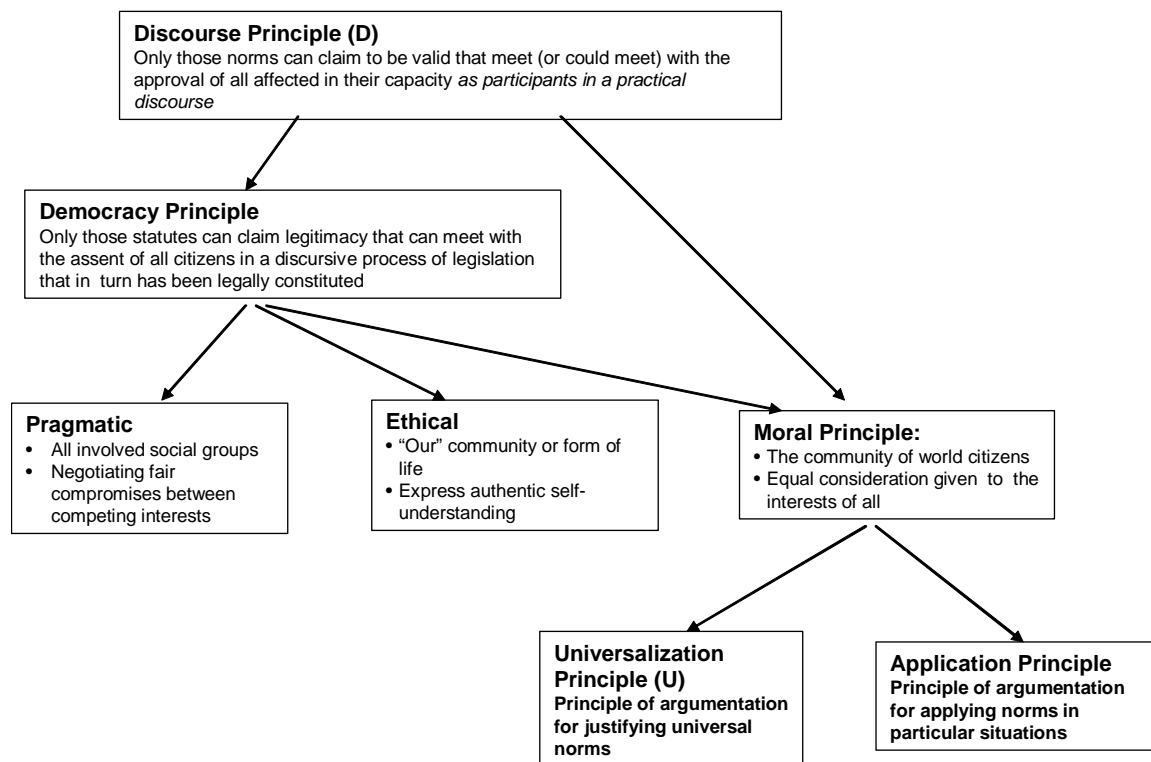 Discourse Principle (D)
Only those norms can claim to be valid that meet (or could meet) with the
approval of all affected in their capacity as participants in a practical
discourse
Democracy Principle
Only those statutes can claim legitimacy that can meet with
the assent of all citizens in a discursive process of legislation
that in turn has been legally constituted
Pragmatic
• All involved social groups
• Negotiating fair
compromises between
competing interests
Ethical
• “Our” community or form of
life
• Express authentic self-
understanding
Moral Principle:
• The community of world citizens
• Equal consideration given to the
interests of all
Universalization
Principle (U)
Principle of argumentation
for justifying universal
norms
Application Principle
Principle of argumentation
for applying norms in
particular situations